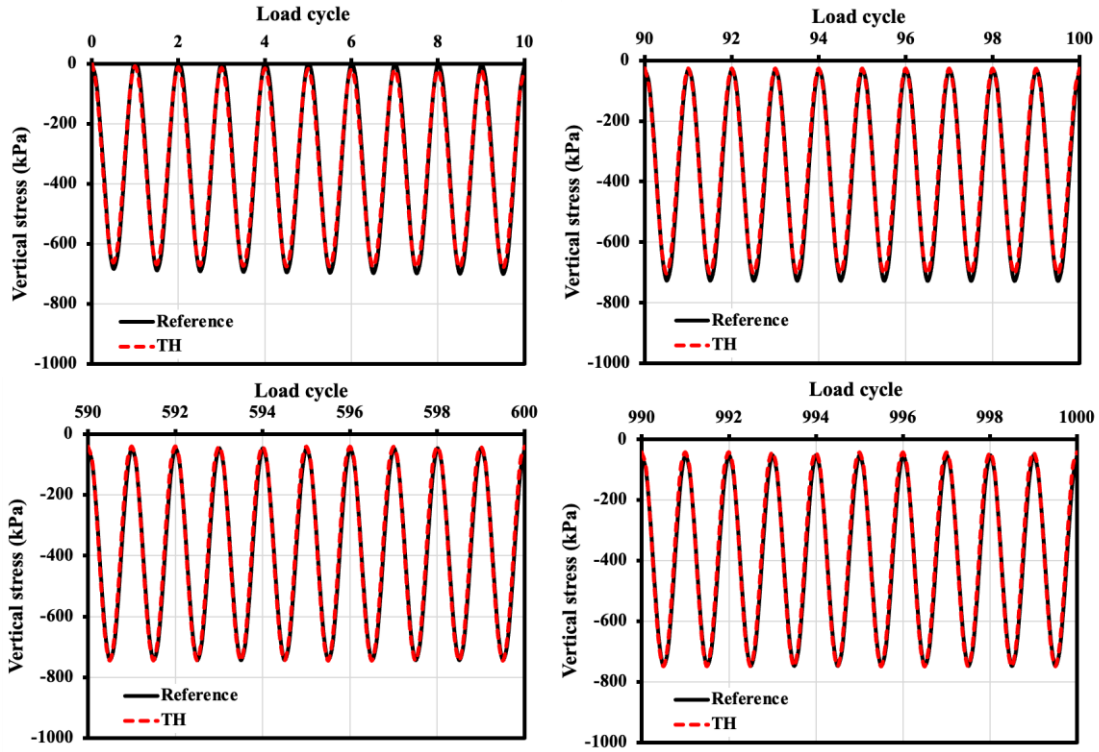 Load cycle
0 2 4 6 8 10
0
-200
-400
-600
-800
-1000
Vertical stress (kPa)
Reference
TH
Load cycle
90 92 94 96 98 100
0
-200
-400
-600
-800
-1000
Vertical stress (kPa)
Reference
TH
Load cycle
590 592 594 596 598 600
0
-200
-400
-600
-800
-1000
Vertical stress (kPa)
Reference
TH
Load cycle
990 992 994 996 998 1000
0
-200
-400
-600
-800
-1000
Vertical stress (kPa)
Reference
TH